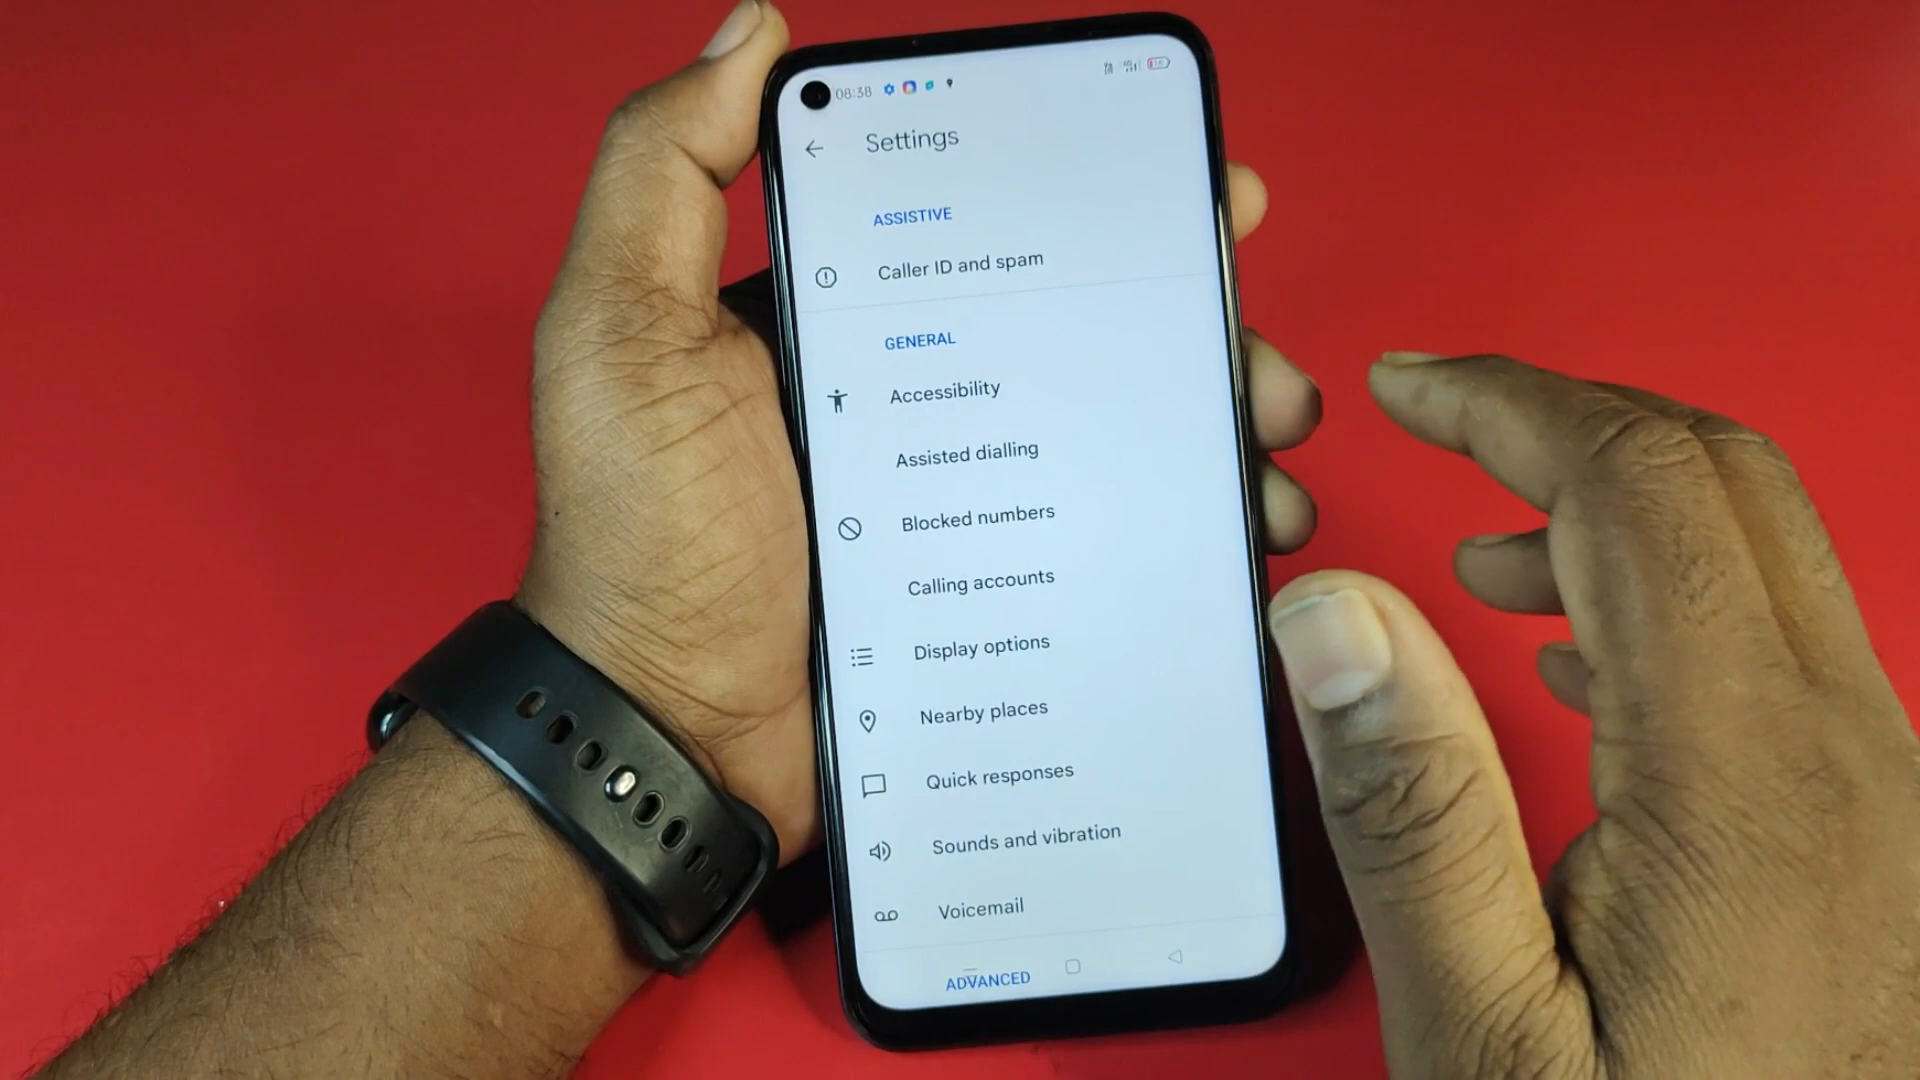 08:38
Settings
ASSISTIVE
Caller ID and spam
GENERAL
Accessibility
Assisted dialling
Blocked numbers
Calling accounts
Display options
Nearby places
Quick responses
Sounds and vibration
Voicemail
ADVANCED